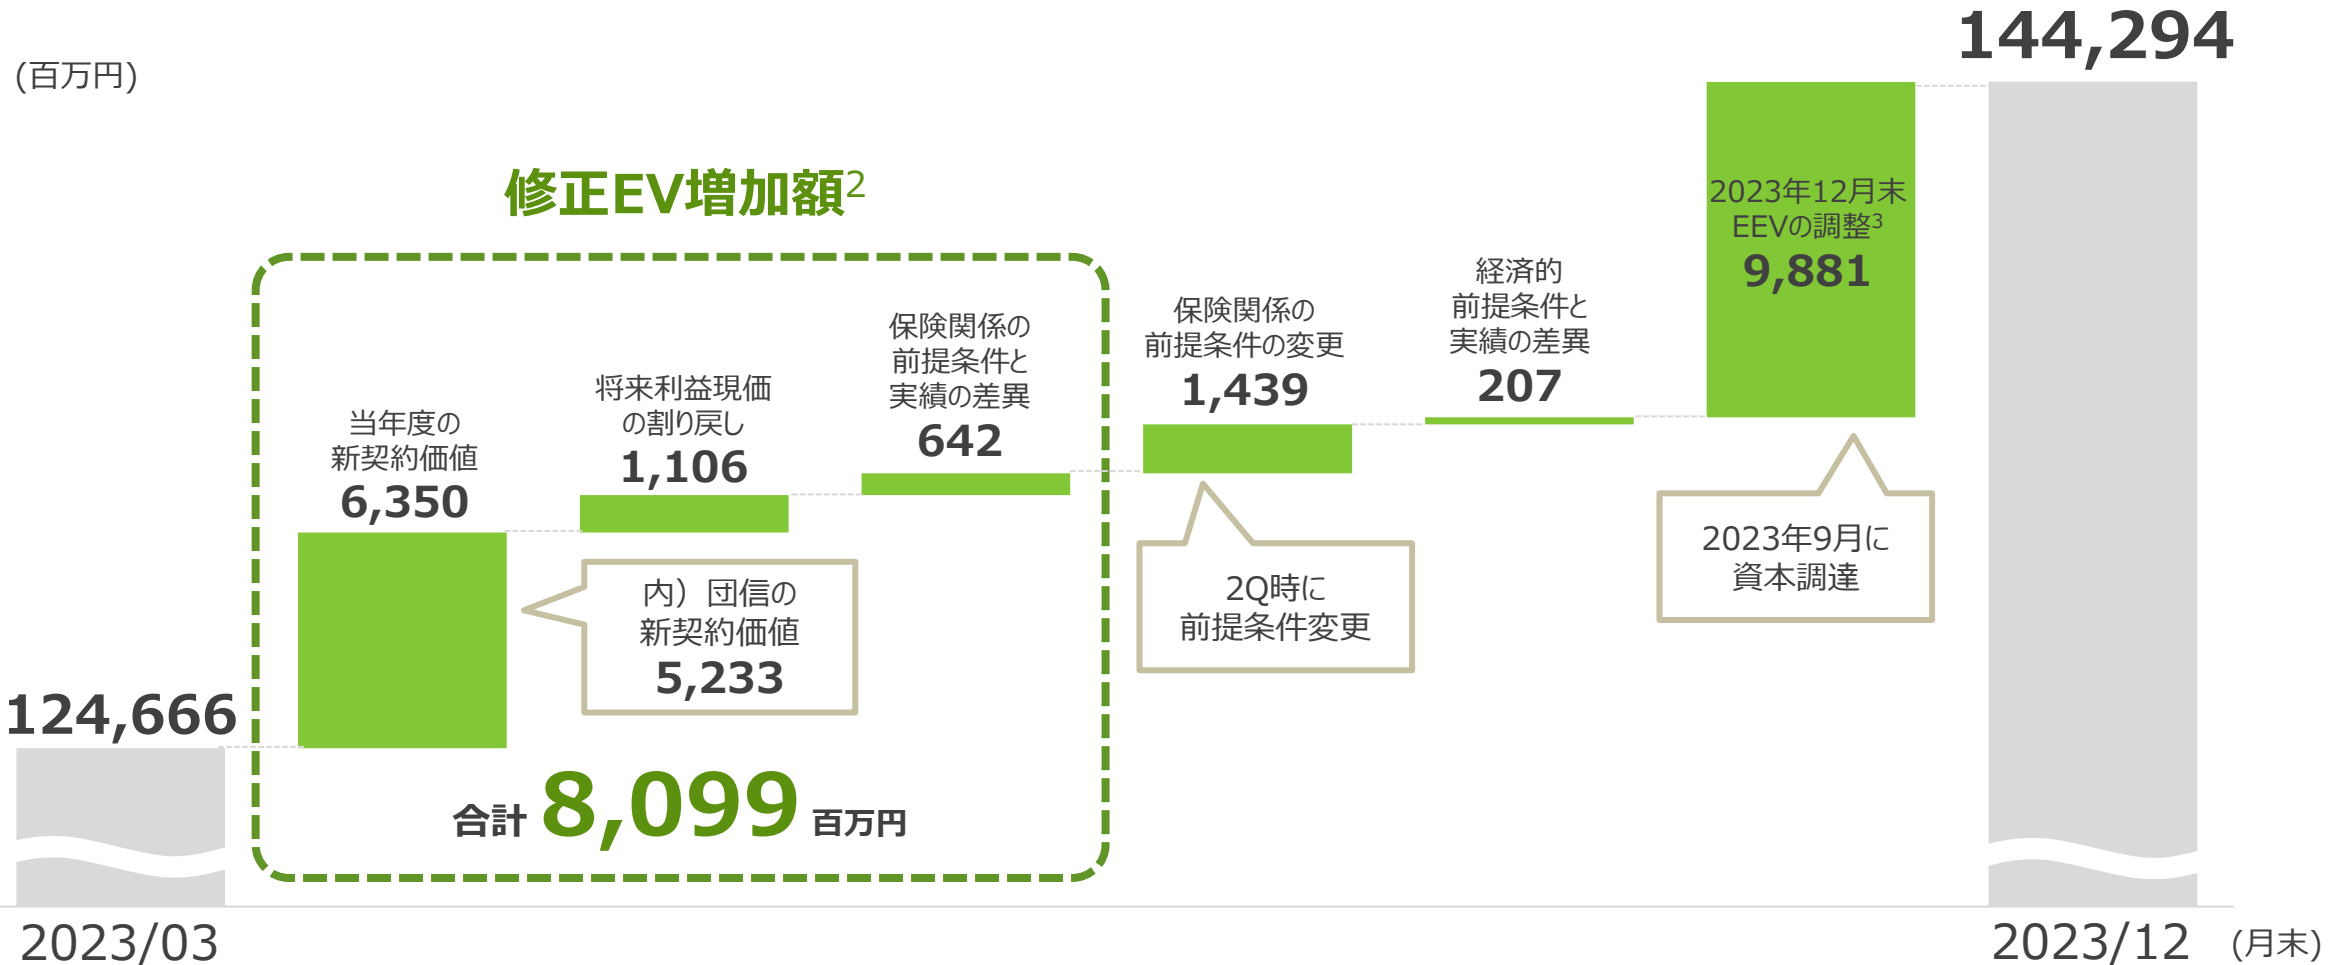 (百万円)
144,294
修正EV増加額2
2023年12月末
EEVの調整3
9,881
経済的
前提条件と
実績の差異
207
保険関係の
前提条件の変更
1,439
保険関係の
前提条件と
実績の差異
642
将来利益現価
の割り戻し
1,106
当年度の
新契約価値
6,350
2023年9月に
資本調達
2Q時に
前提条件変更
内）団信の
新契約価値
5,233
124,666
合計 8,099 百万円
2023/03
2023/12 (月末)